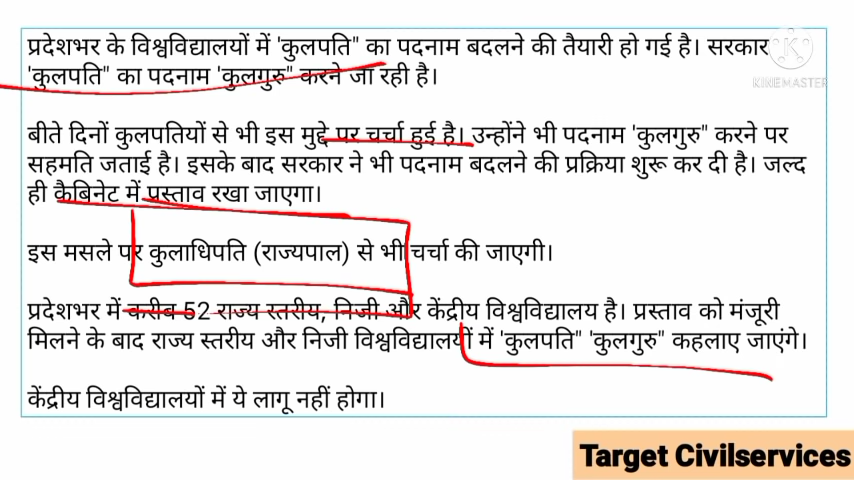 प्रदेशभर के विश्वविद्यालयों में 'कुलपति" का पदनाम बदलने की तैयारी हो गई है। सरकार
'कुलपति" का पदनाम 'कुलगुरु" करने जा रही है।
KINEMASTER
बीते दिनों कुलपतियों से भी इस मुद्दे पर चर्चा हुई है। उन्होंने भी पदनाम 'कुलगुरु" करने पर
सहमति जताई है। इसके बाद सरकार ने भी पदनाम बदलने की प्रक्रिया शुरू कर दी है। जल्द
ही कैबिनेट में प्रस्ताव रखा जाएगा।
इस मसले पर कुलाधिपति (राज्यपाल) से भी चर्चा की जाएगी।
प्रदेशभर में करीब 52 राज्य स्तरीय, निजी और केंद्रीय विश्वविद्यालय है। प्रस्ताव को मंजूरी
मिलने के बाद राज्य स्तरीय और निजी विश्वविद्यालयों में 'कुलपति" 'कुलगुरु" कहलाए जाएंगे।
केंद्रीय विश्वविद्यालयों में ये लागू नहीं होगा।
Target Civilservices